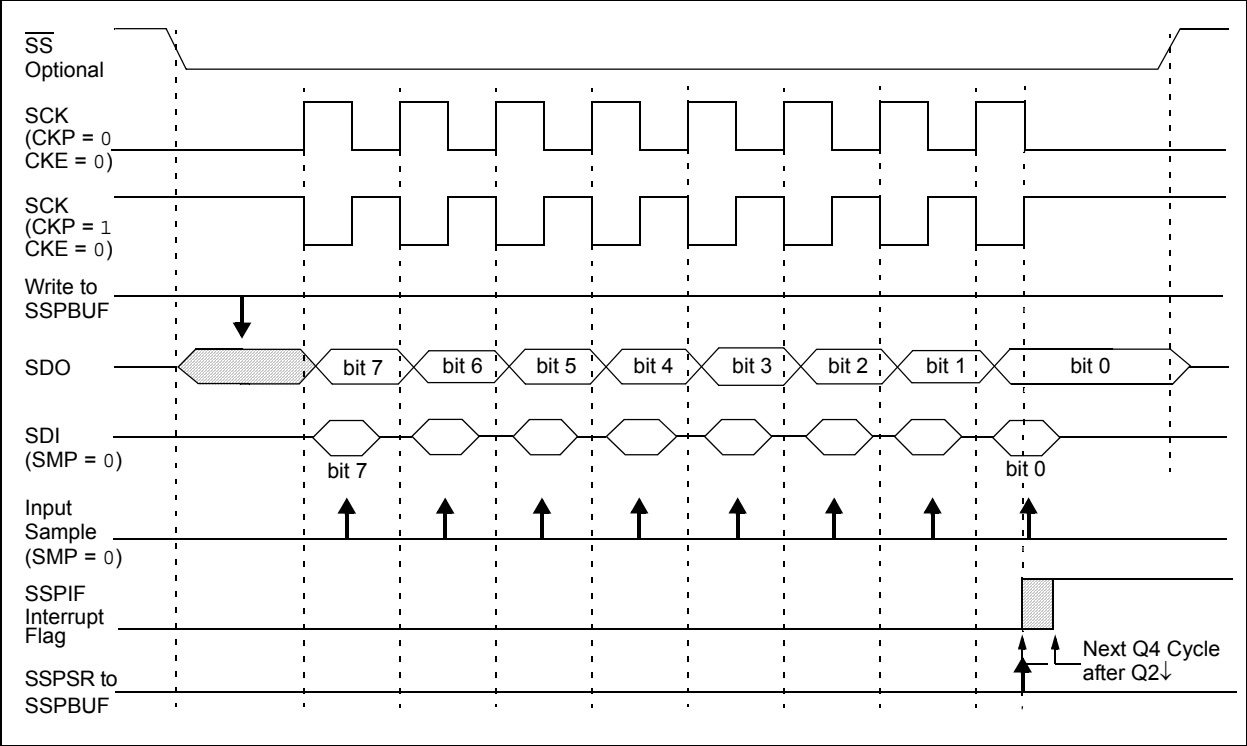 SS
Optional
SCK
(CKP = 0
CKE = 0)
SCK
(CKP = 1
CKE = 0)
Write to
SSPBUF
SDO
bit 7
bit 6
bit 5
bit 4
bit 3
bit 2
bit 1
bit 0
SDI
(SMP = 0)
bit 7
bit 0
Input
Sample
(SMP = 0)
SSPIF
Interrupt
Flag
Next Q4 Cycle
after Q2↓
SSPSR to
SSPBUF